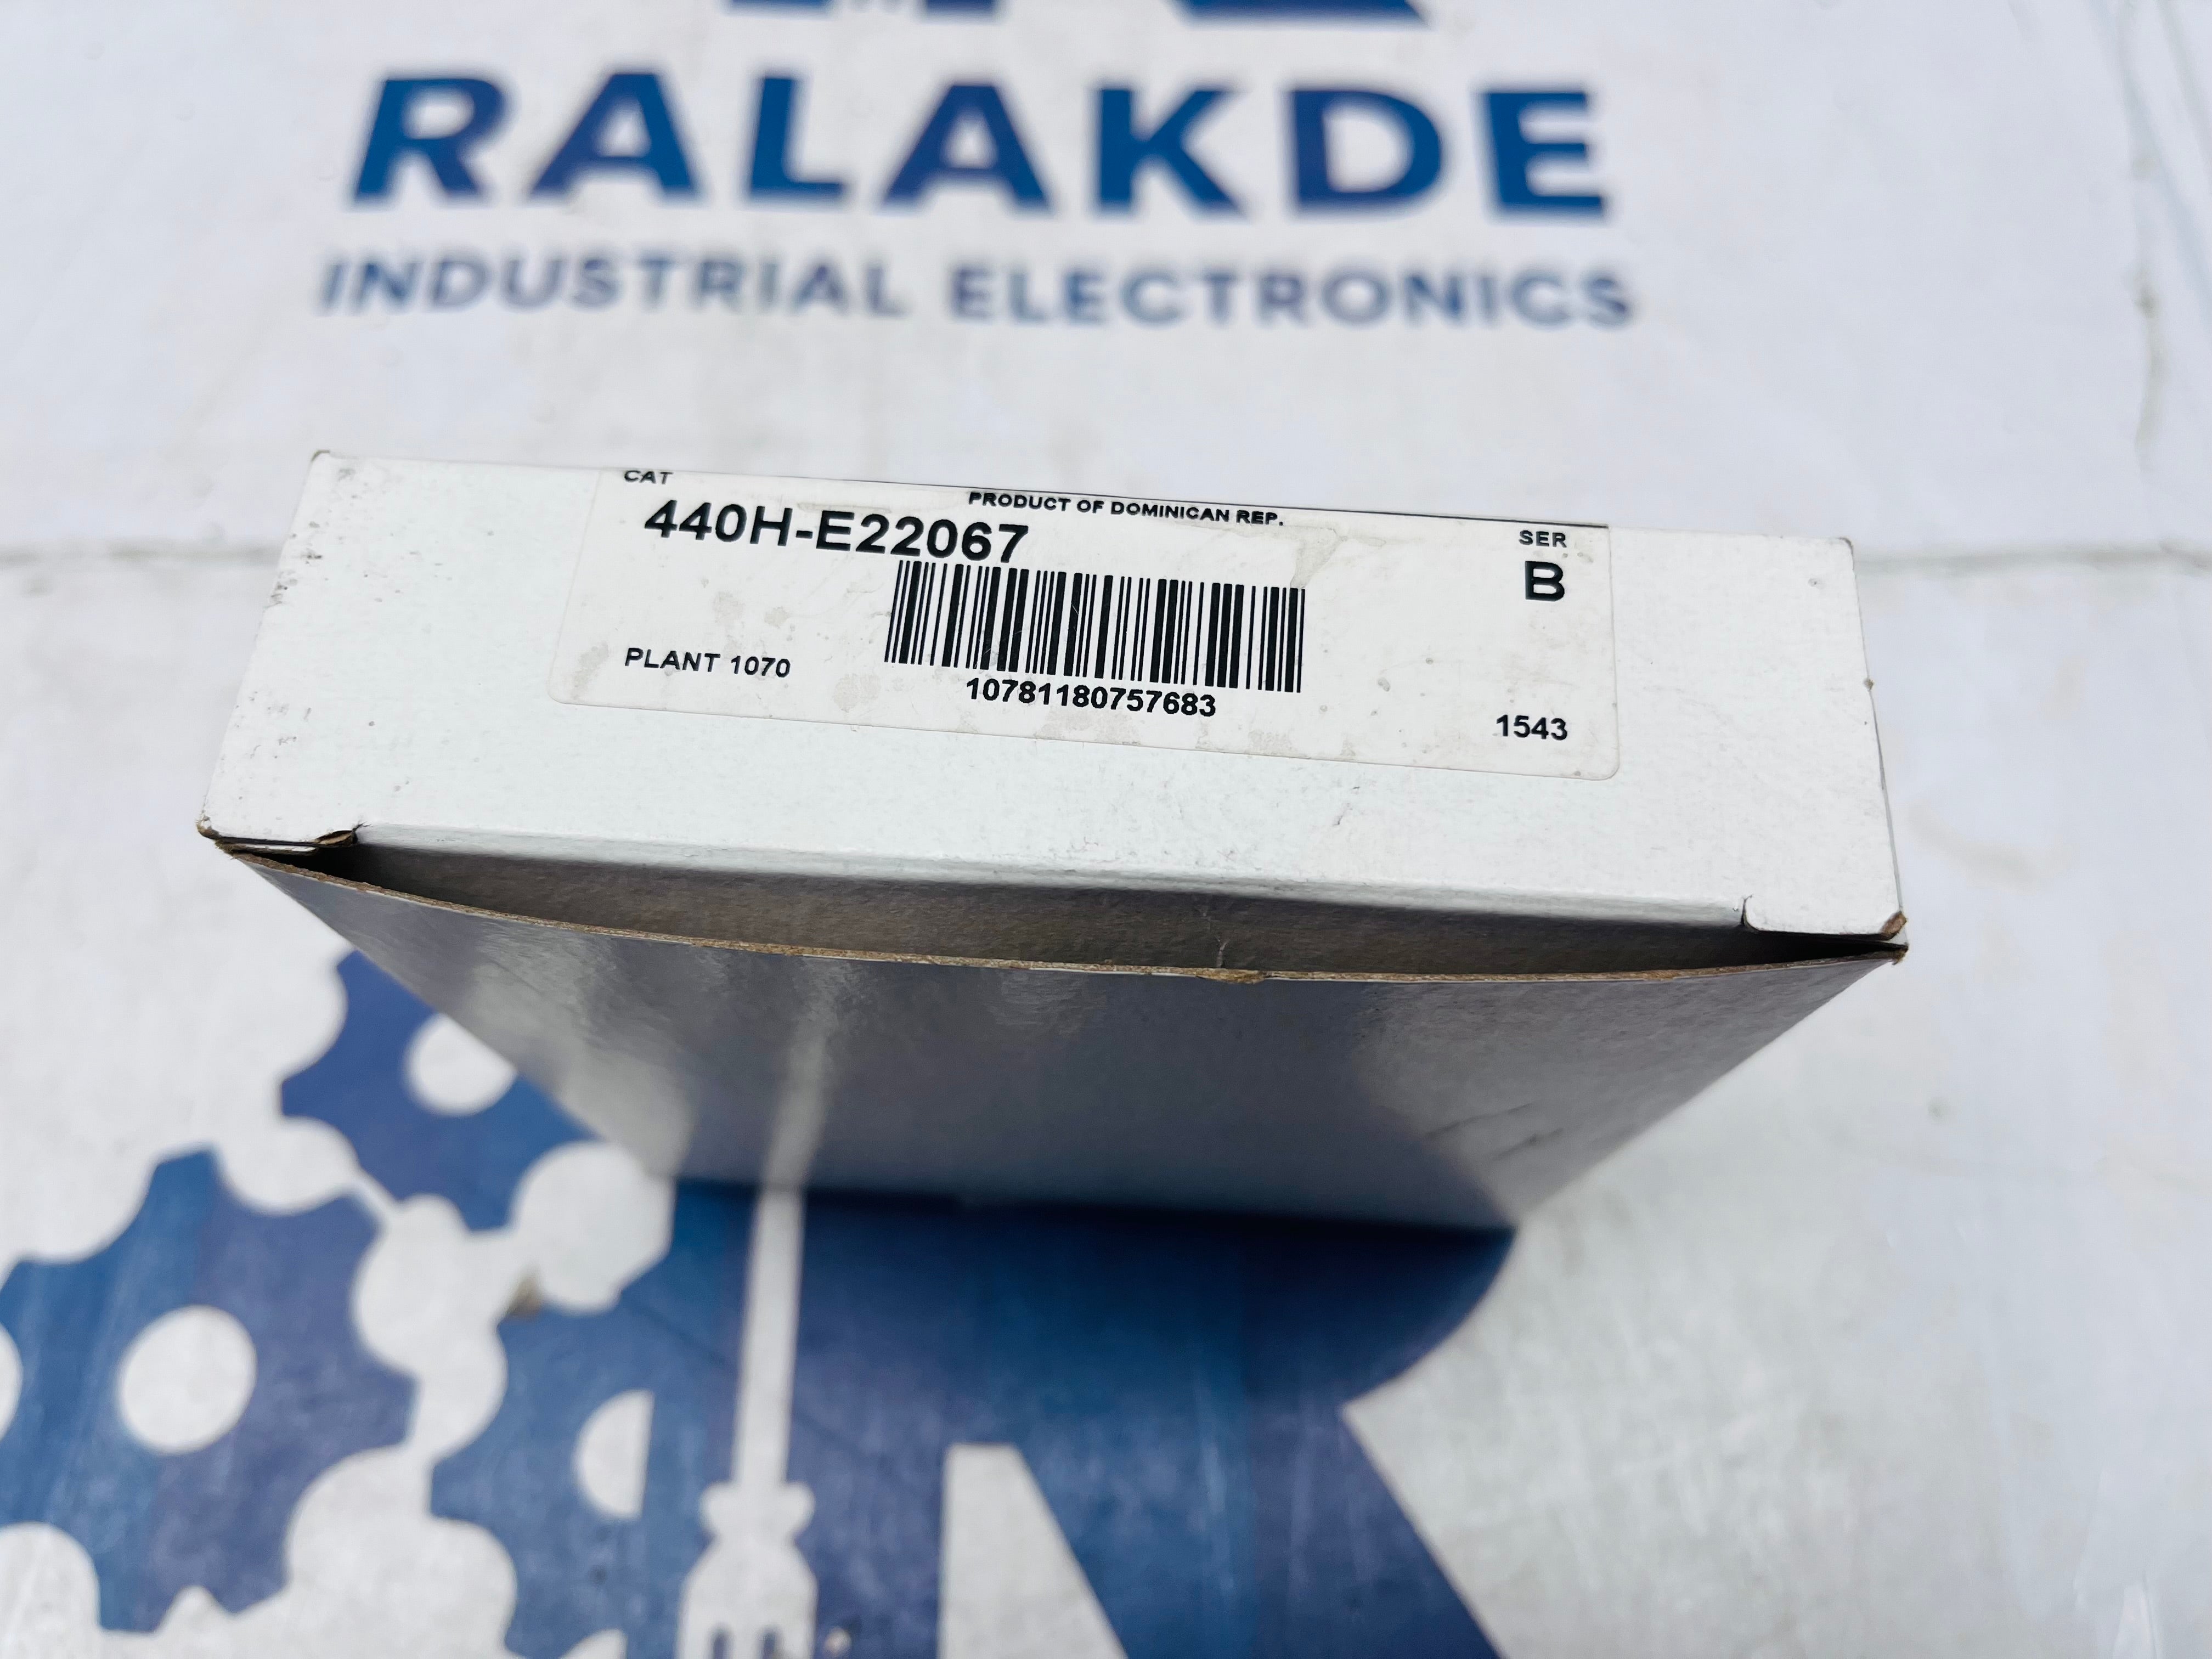 RALAKDE
INDUSTRIAL ELECTRONICS
CAT
PRODUCT OF DOMINICAN REP.
440H-E22067
SER
B
PLANT 1070
10781180757683
1543